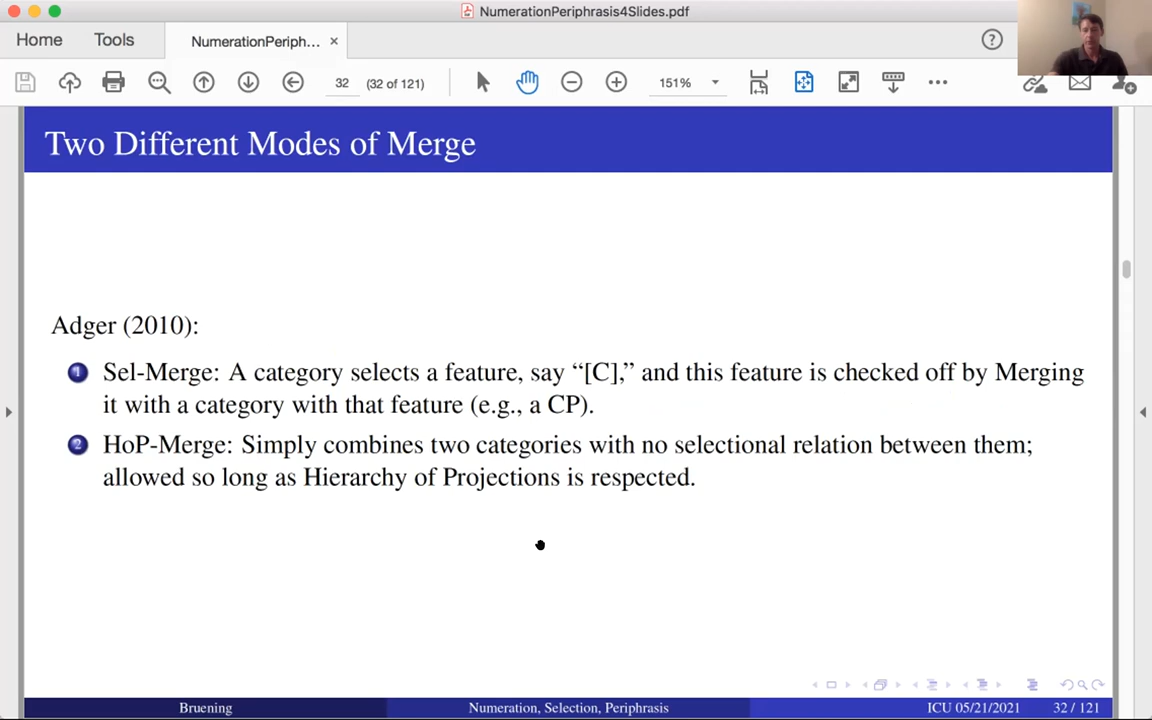 NumerationPeriphrasis4Slides.pdf
Home Tools NumerationPeriph... ×
32 (32 of 121) 151%
Two Different Modes of Merge
Adger (2010):
1 Sel-Merge: A category selects a feature, say “[C],” and this feature is checked off by Merging
it with a category with that feature (e.g., a CP).
2 HoP-Merge: Simply combines two categories with no selectional relation between them;
allowed so long as Hierarchy of Projections is respected.
Bruening Numeration, Selection, Periphrasis ICU 05/21/2021 32 / 121